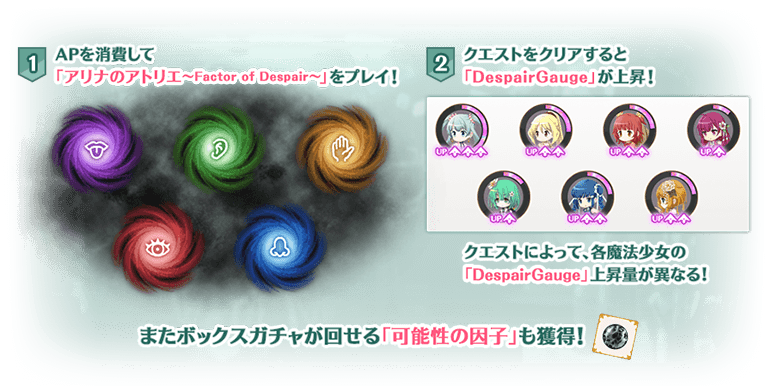 1
APを消費して
「アリナのアトリエ～Factor of Despair～」をプレイ！
2
クエストをクリアすると
「DespairGauge」が上昇！
UP
UP
UP
UP
UP
UP
UP
クエストによって、各魔法少女の
「DespairGauge」上昇量が異なる！
またボックスガチャが回せる「可能性の因子」も獲得！